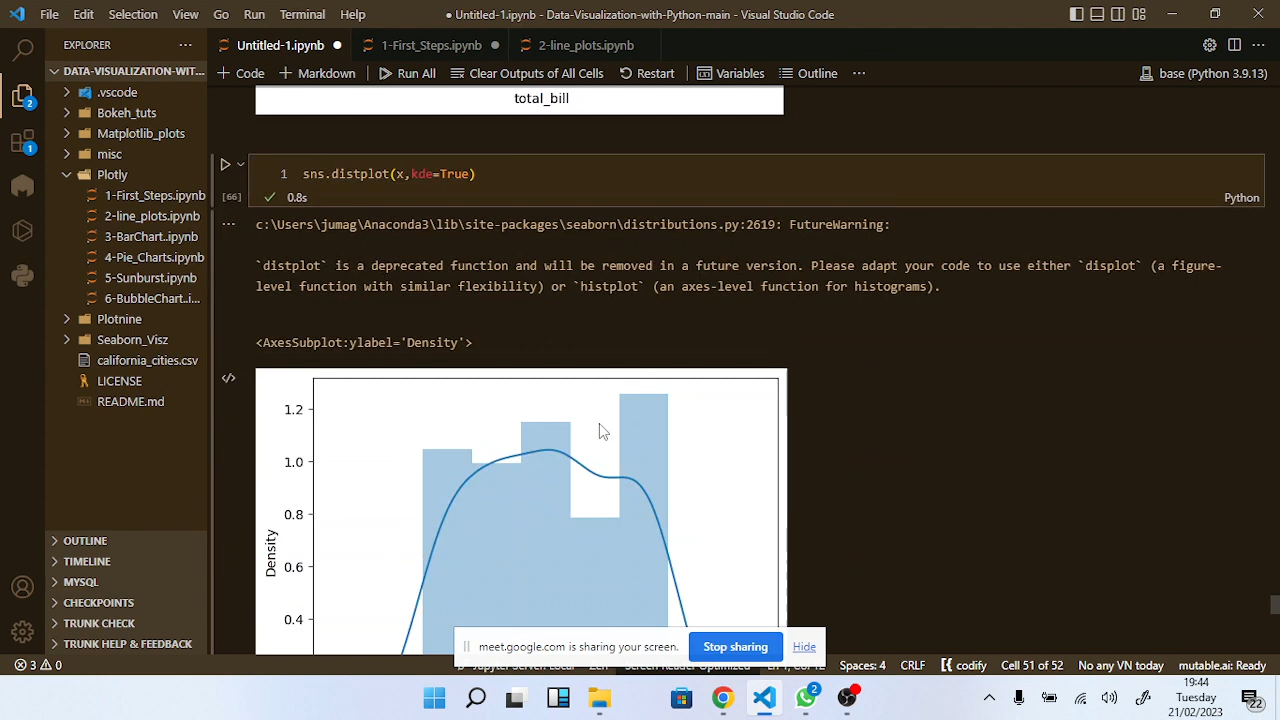 File Edit Selection View Go Run Terminal Help
● Untitled-1.ipynb - Data-Visualization-with-Python-main - Visual Studio Code
EXPLORER
Untitled-1.ipynb
1-First_Steps.ipynb
2-line_plots.ipynb
DATA-VISUALIZATION-WIT...
Code Markdown Run All Clear Outputs of All Cells Restart Variables Outline base (Python 3.9.13)
.vscode
Bokeh_tuts
Matplotlib_plots
misc
Plotly
1-First_Steps.ipynb
2-line_plots.ipynb
3-BarChart..ipynb
4-Pie_Charts.ipynb
5-Sunburst.ipynb
6-BubbleChart..i...
Plotnine
Seaborn_Visz
california_cities.csv
LICENSE
README.md
OUTLINE
TIMELINE
MYSQL
CHECKPOINTS
TRUNK CHECK
TRUNK HELP & FEEDBACK
total_bill
1 sns.distplot(x,kde=True)
[66] 0.8s Python
c:\Users\jumag\Anaconda3\lib\site-packages\seaborn\distributions.py:2619: FutureWarning:
`distplot` is a deprecated function and will be removed in a future version. Please adapt your code to use either `displot` (a figure-
level function with similar flexibility) or `histplot` (an axes-level function for histograms).
<AxesSubplot:ylabel='Density'>
1.2
1.0
0.8
0.6
0.4
Density
meet.google.com is sharing your screen. Stop sharing Hide
3 0 Spaces: 4 CRLF codify Cell 51 of 52 No any VN today mutable.ai: Ready
2
1
2
19:44
Tuesday
21/02/2023
22